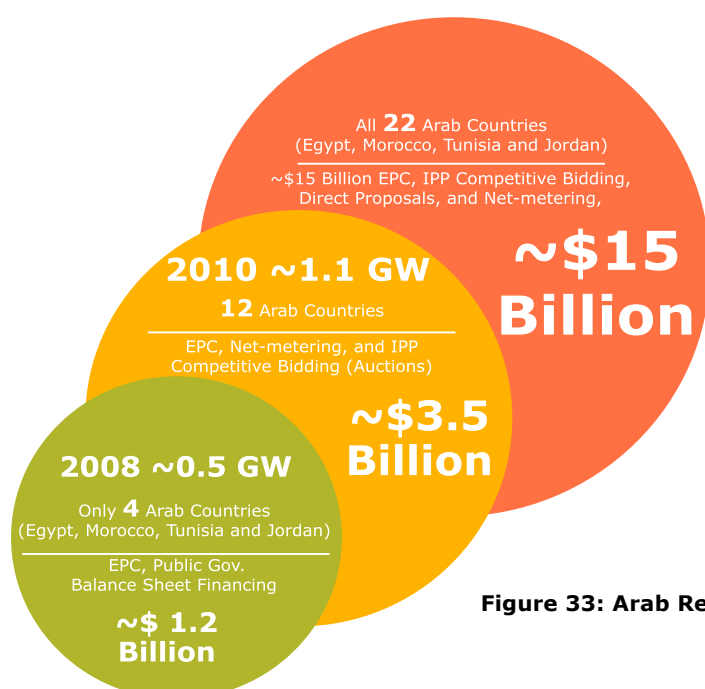 All 22 Arab Countries
(Egypt, Morocco, Tunisia and Jordan)
~$15 Billion EPC, IPP Competitive Bidding,
Direct Proposals, and Net-metering,
~$15
Billion
2010 ~1.1 GW
12 Arab Countries
EPC, Net-metering, and IPP
Competitive Bidding (Auctions)
~$3.5
Billion
2008 ~0.5 GW
Only 4 Arab Countries
(Egypt, Morocco, Tunisia and Jordan)
EPC, Public Gov.
Balance Sheet Financing
~$ 1.2
Billion
Figure 33: Arab Re